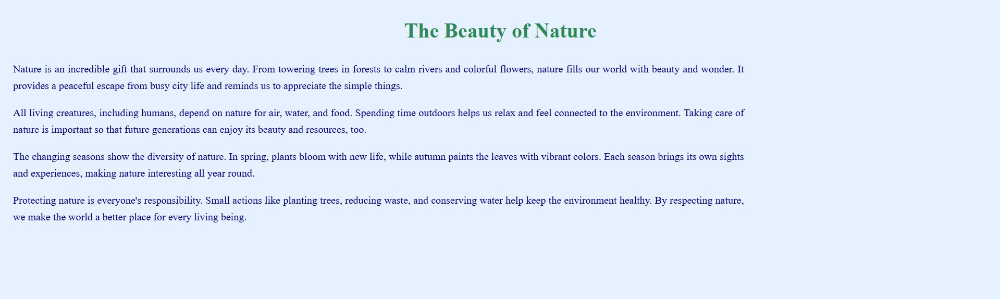 The Beauty of Nature
Nature is an incredible gift that surrounds us every day. From towering trees in forests to calm rivers and colorful flowers, nature fills our world with beauty and wonder. It
provides a peaceful escape from busy city life and reminds us to appreciate the simple things.
All living creatures, including humans, depend on nature for air, water, and food. Spending time outdoors helps us relax and feel connected to the environment. Taking care of
nature is important so that future generations can enjoy its beauty and resources, too.
The changing seasons show the diversity of nature. In spring, plants bloom with new life, while autumn paints the leaves with vibrant colors. Each season brings its own sights
and experiences, making nature interesting all year round.
Protecting nature is everyone's responsibility. Small actions like planting trees, reducing waste, and conserving water help keep the environment healthy. By respecting nature,
we make the world a better place for every living being.